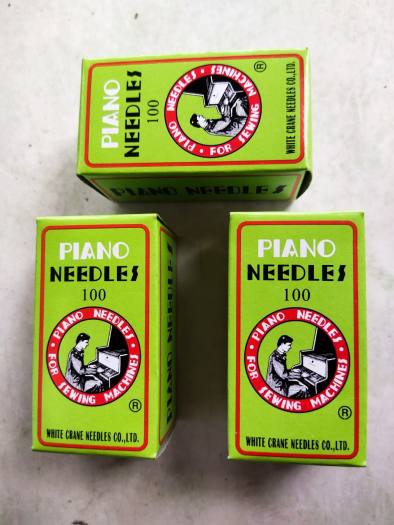 PIANO
NEEDLES
100
PIANO NEEDLES
FOR SEWING MACHINES
®
WHITE CRANE NEEDLES CO.,LTD.
PIANO NEEDLES
PIANO
NEEDLES
100
PIANO NEEDLES
FOR SEWING MACHINES
®
WHITE CRANE NEEDLES CO.,LTD.
PIANO NEEDLES
PIANO
NEEDLES
100
PIANO NEEDLES
FOR SEWING MACHINES
®
WHITE CRANE NEEDLES CO.,LTD.